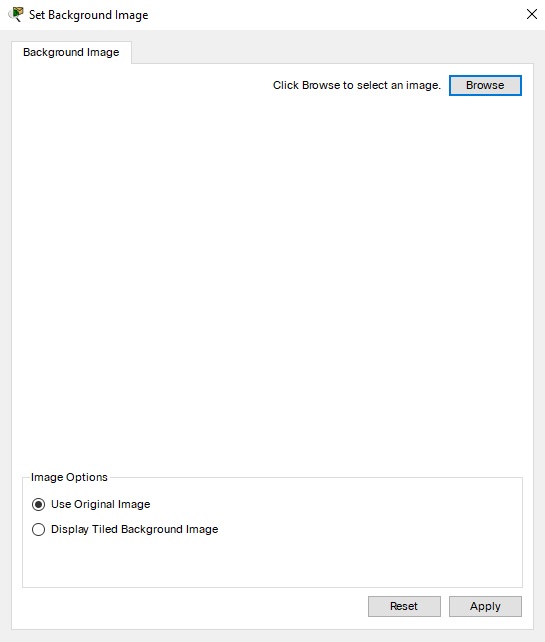 Set Background Image
Background Image
Click Browse to select an image. Browse
Image Options
Use Original Image
Display Tiled Background Image
Reset Apply